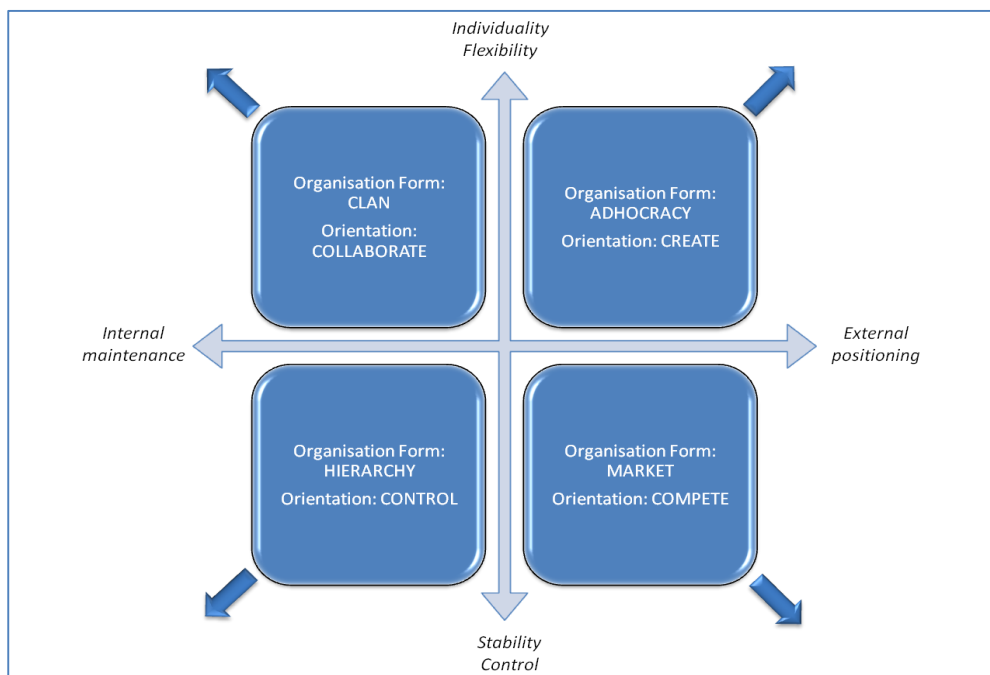 Individuality
Flexibility
Organisation Form:
CLAN
Orientation:
COLLABORATE
Organisation Form:
ADHOCRACY
Orientation: CREATE
Internal
maintenance
External
positioning
Organisation Form:
HIERARCHY
Orientation: CONTROL
Organisation Form:
MARKET
Orientation: COMPETE
Stability
Control